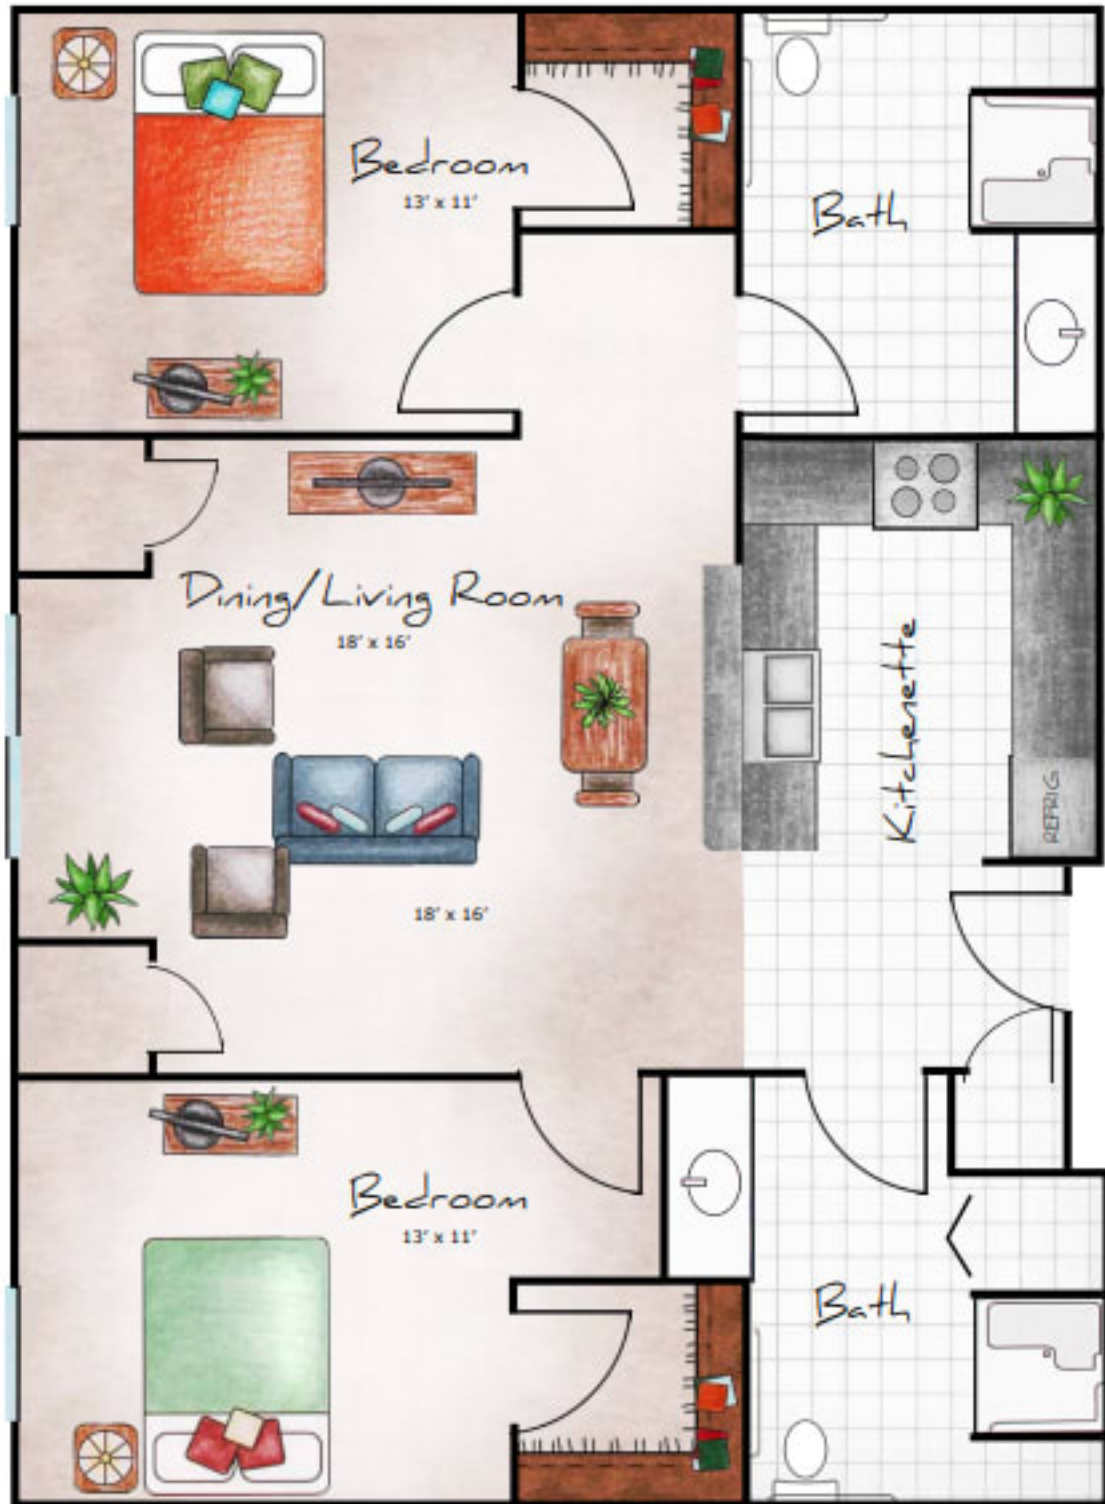 Bedroom
13' x 11'
Bath
Dining/Living Room
18' x 16'
Kitchenette
REFRIG
18' x 16'
Bedroom
13' x 11'
Bath